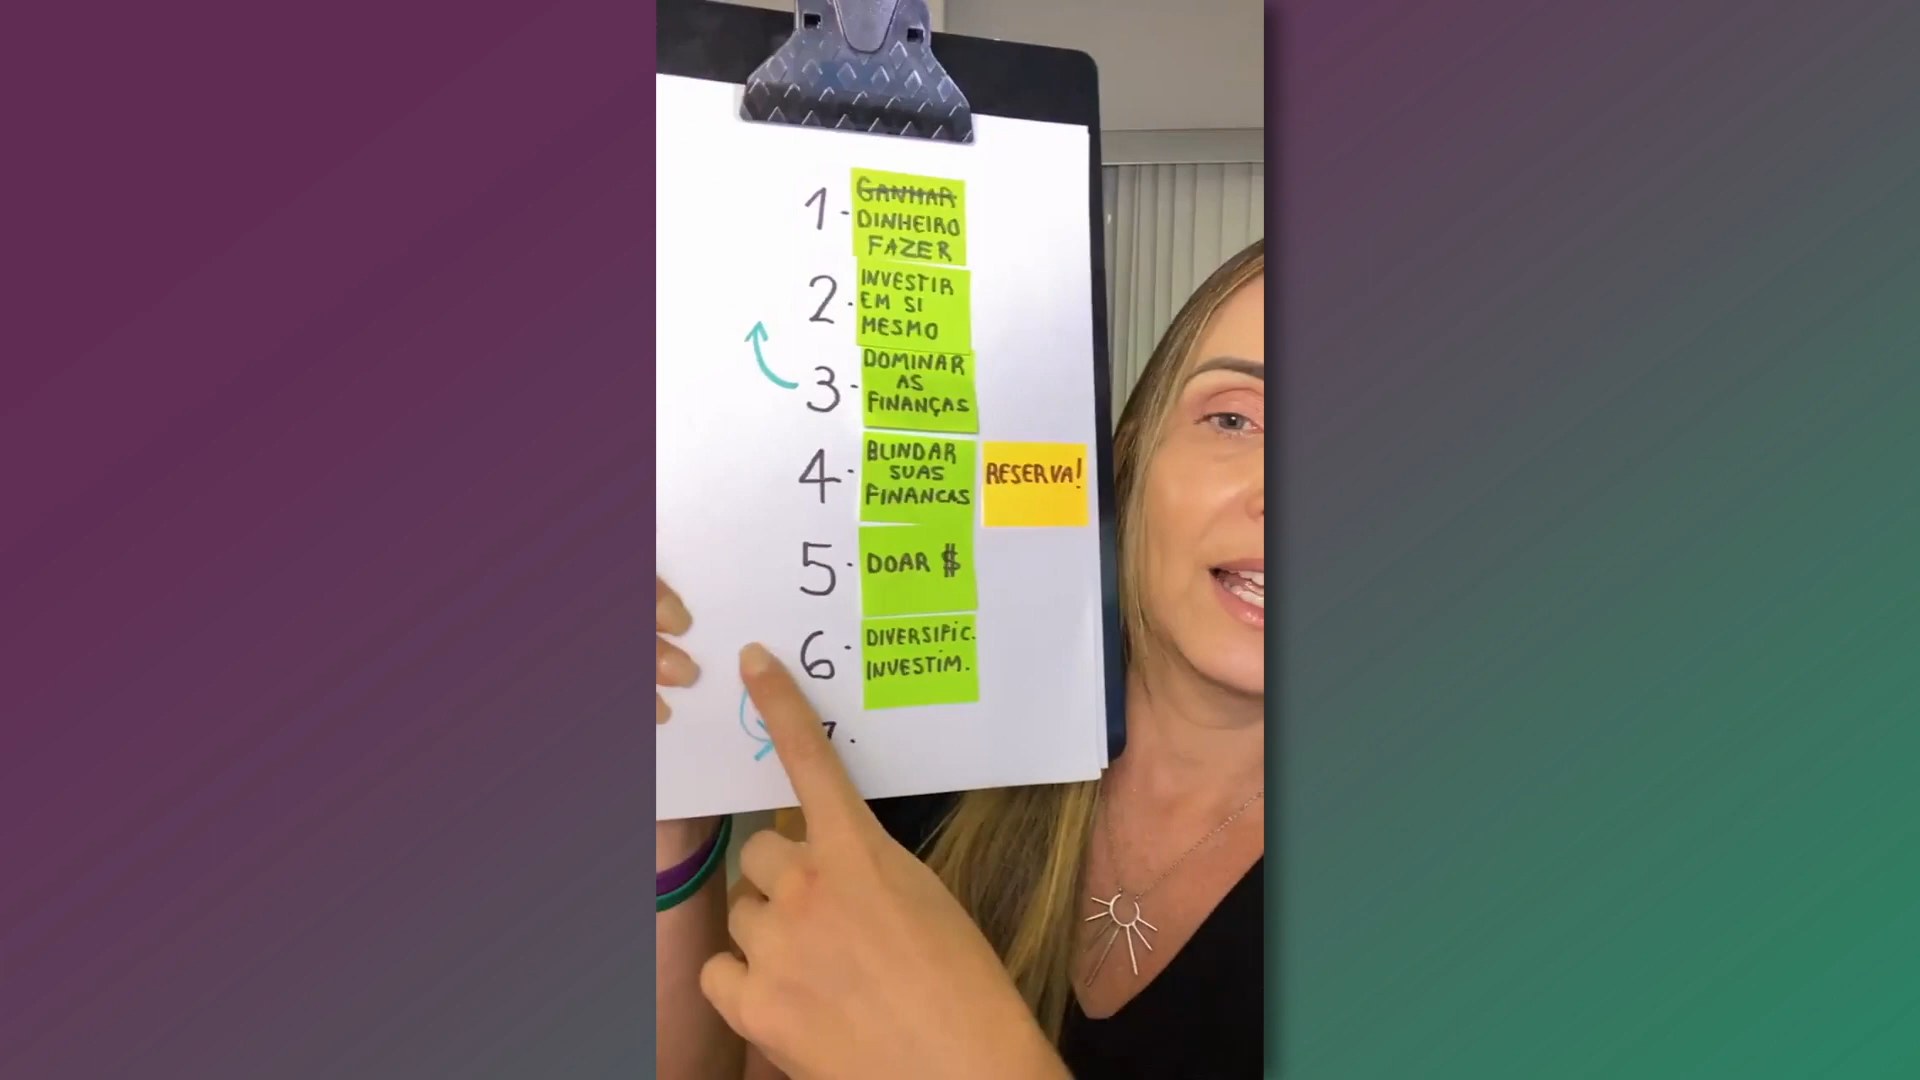 1. G̶A̶N̶H̶A̶R̶
DINHEIRO
FAZER
2. INVESTIR
EM SI
MESMO
3. DOMINAR
AS
FINANÇAS
4. BLINDAR
SUAS
FINANCAS
RESERVA!
5. DOAR $
6. DIVERSIFIC.
INVESTIM.
7.